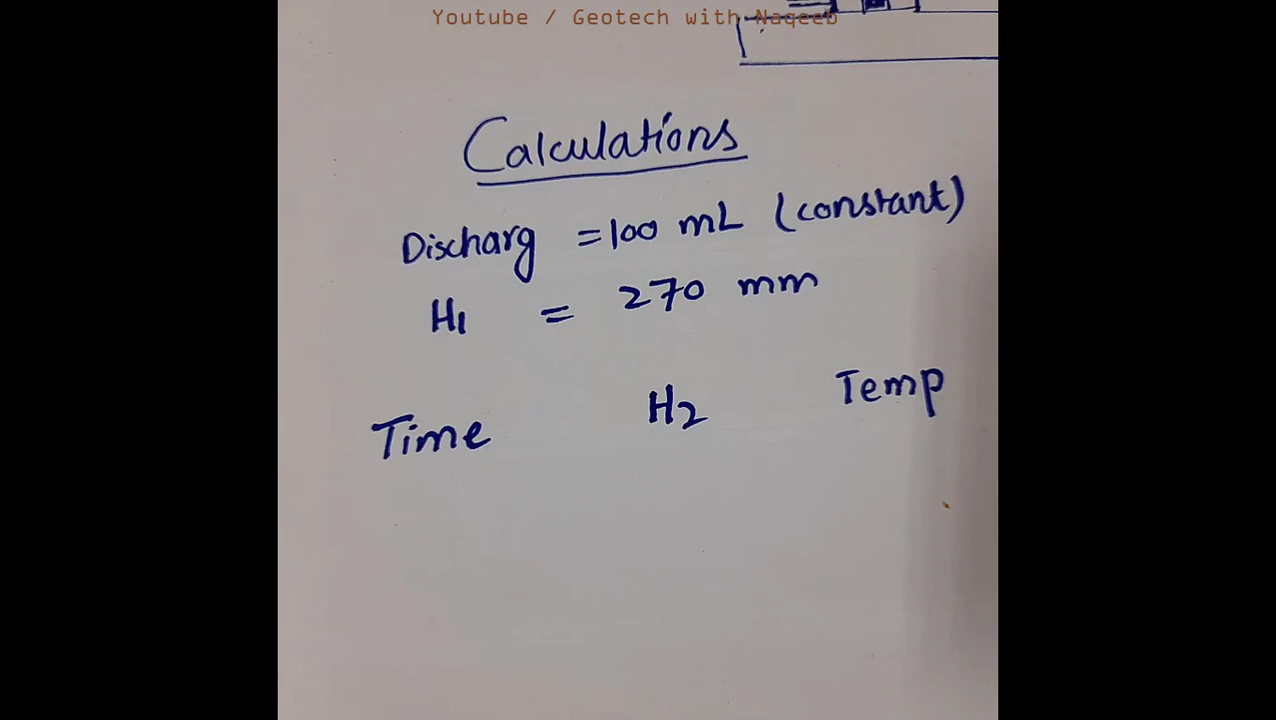 Youtube / Geotech with Naqeeb
Calculations
Discharg = 100 mL (constant)
H1 = 270 mm
Time H2 Temp